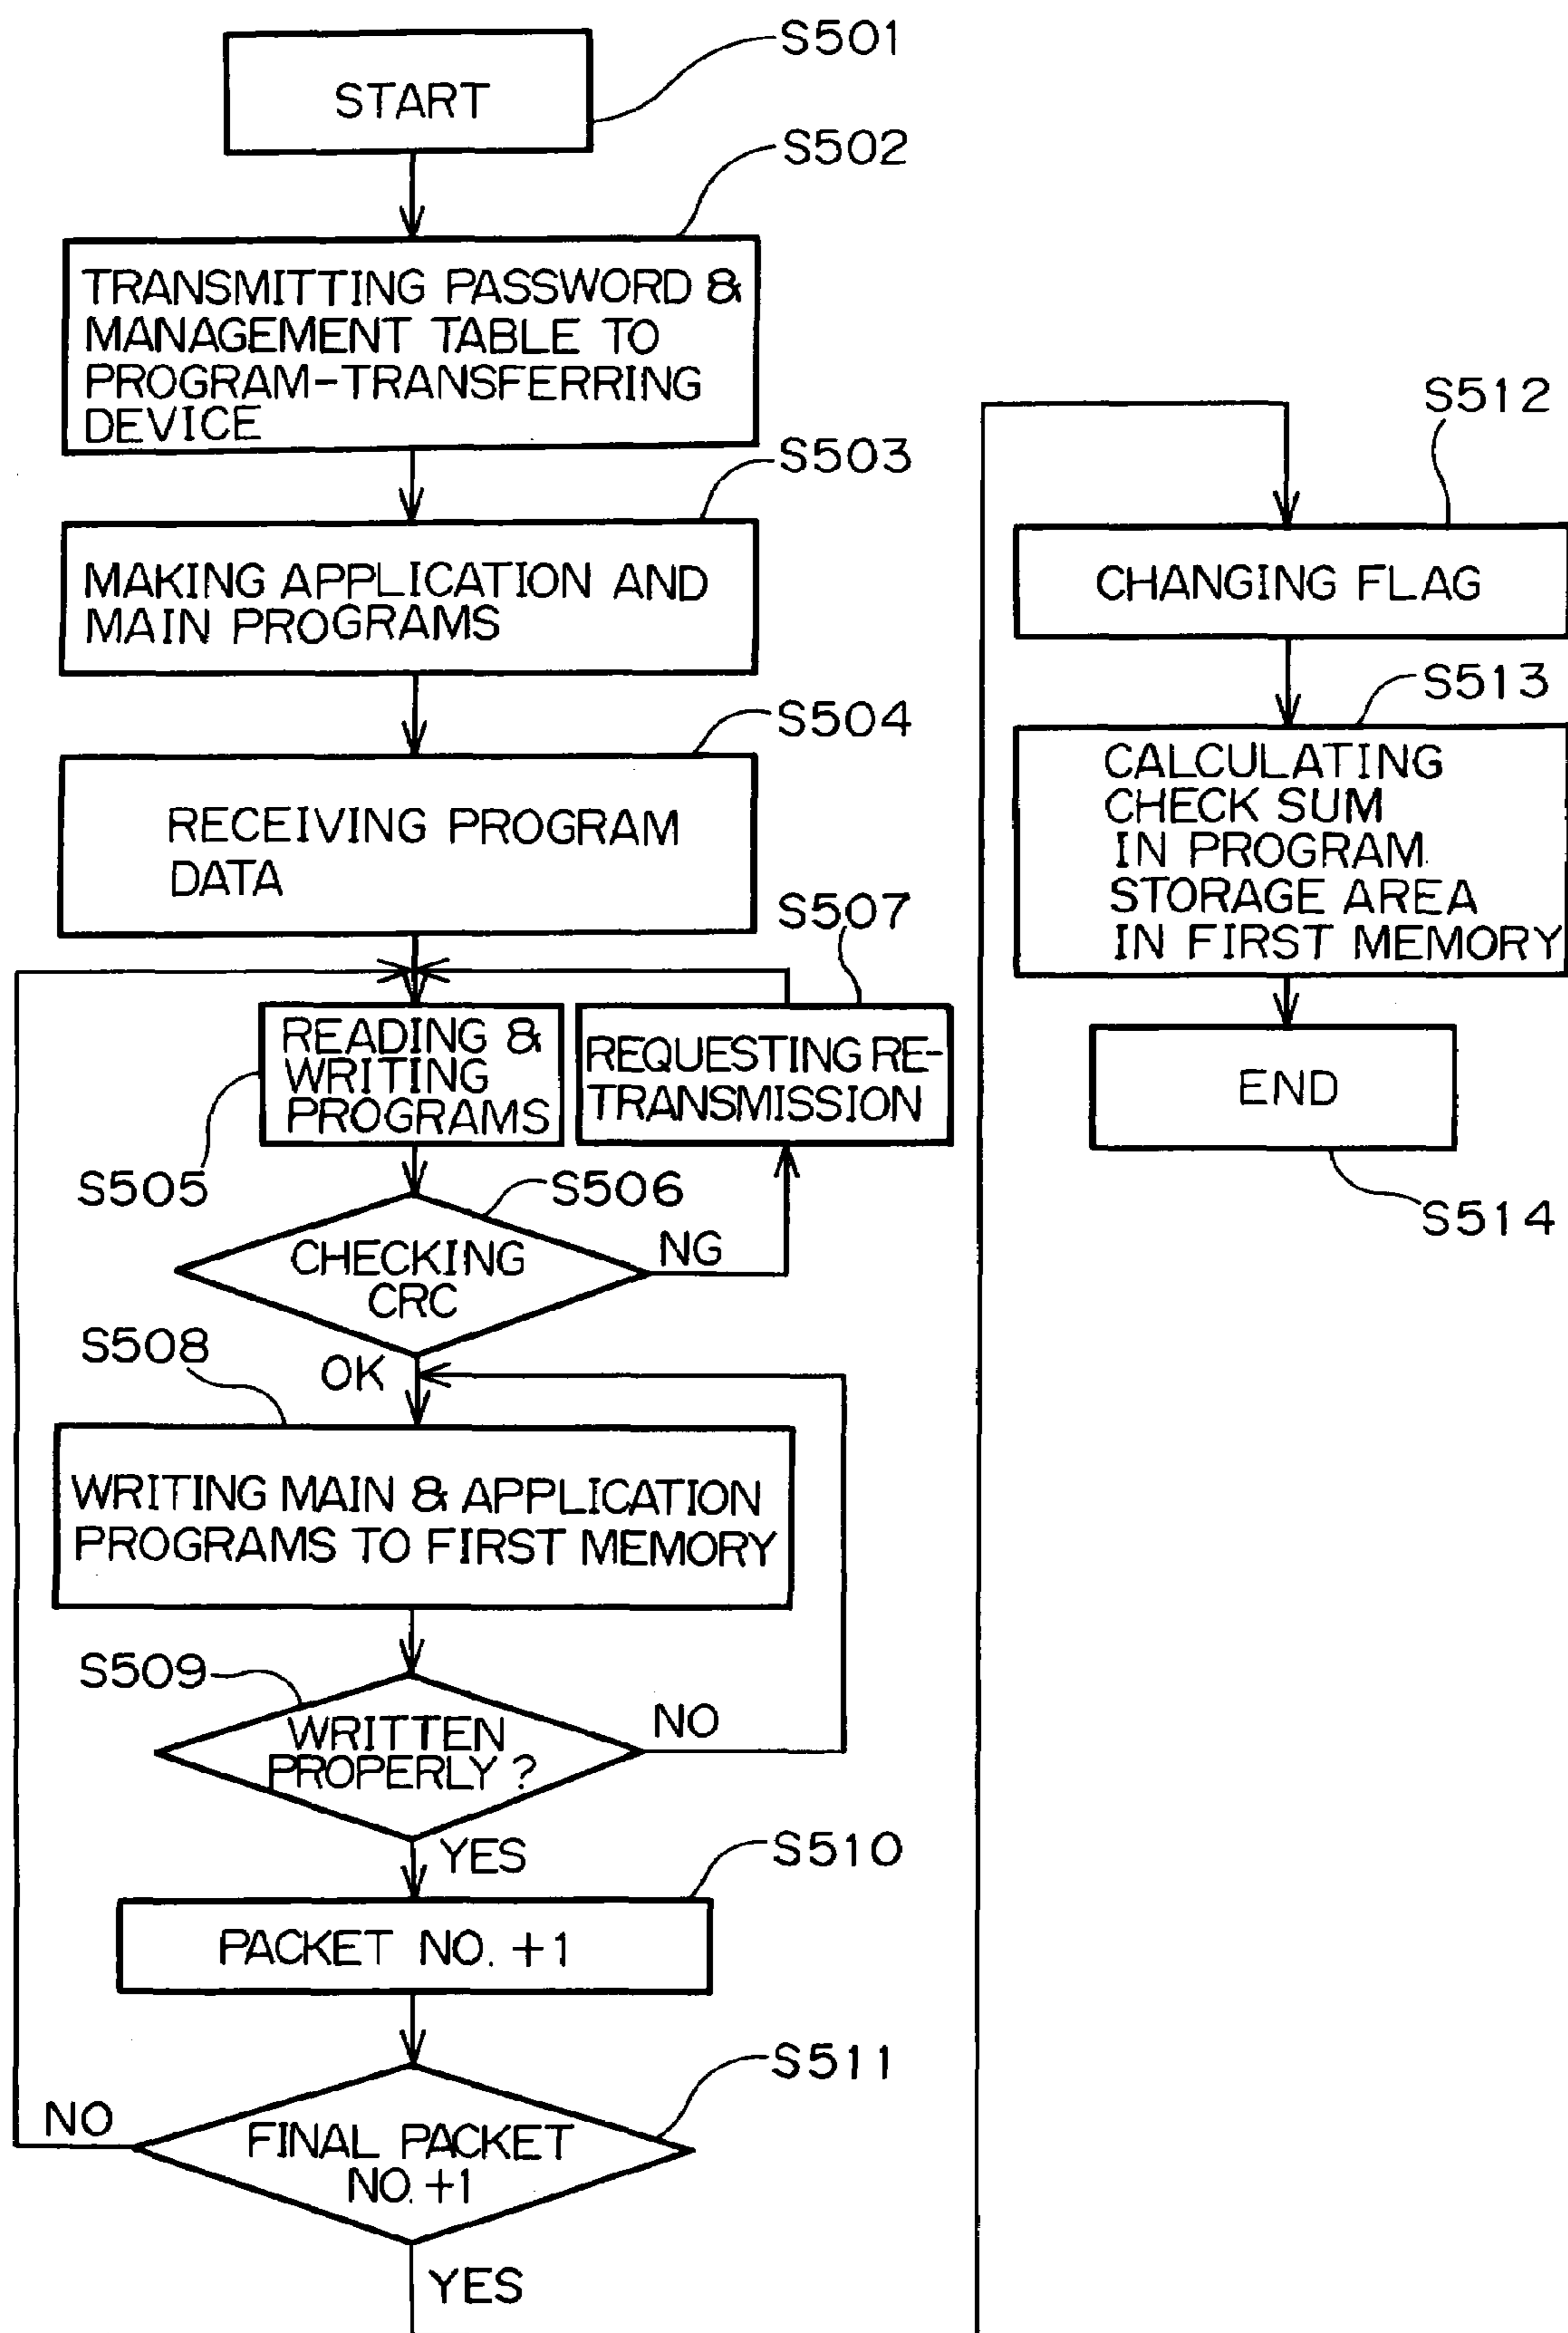 S501
START
S502
TRANSMITTING PASSWORD &
MANAGEMENT TABLE TO
PROGRAM-TRANSFERRING
DEVICE
S503
MAKING APPLICATION AND
MAIN PROGRAMS
S504
RECEIVING PROGRAM
DATA
S507
READING &
WRITING
PROGRAMS
REQUESTING RE-
TRANSMISSION
S505
S506
CHECKING
CRC
NG
S508
OK
WRITING MAIN & APPLICATION
PROGRAMS TO FIRST MEMORY
S509
WRITTEN
PROPERLY ?
NO
YES
S510
PACKET NO. +1
S511
NO
FINAL PACKET
NO. +1
YES
S512
CHANGING FLAG
S513
CALCULATING
CHECK SUM
IN PROGRAM
STORAGE AREA
IN FIRST MEMORY
END
S514